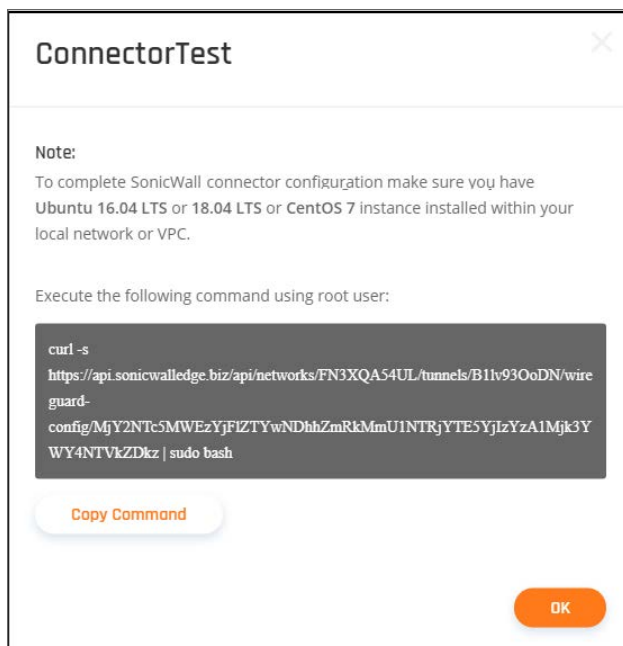 ConnectorTest
Note:
To complete SonicWall connector configuration make sure you have
Ubuntu 16.04 LTS or 18.04 LTS or CentOS 7 instance installed within your
local network or VPC.
Execute the following command using root user:
curl -s
https://api.sonicwalledge.biz/api/networks/FN3XQA54UL/tunnels/B1lv93OoDN/wire
guard-
config/MjY2NTc5MWEzYjFlZTYwNDhhZmRkMmU1NTRjYTE5YjIzYzA1Mjk3Y
WY4NTVkZDkz | sudo bash
Copy Command
OK